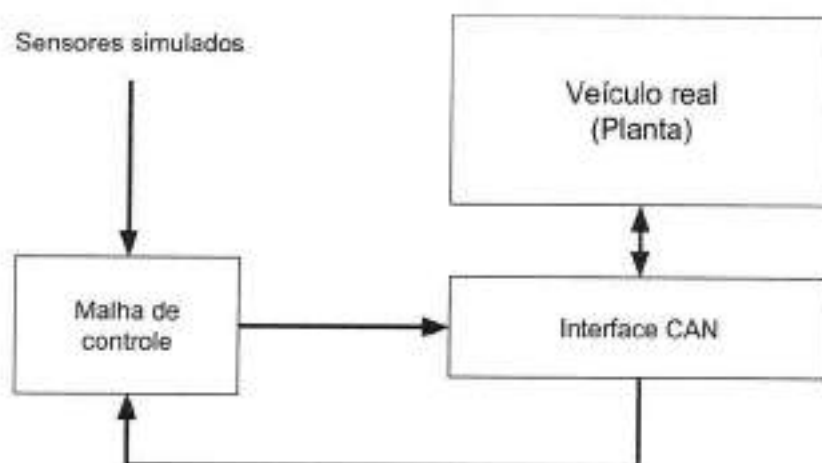 Sensores simulados
Veículo real
(Planta)
Malha de
controle
Interface CAN